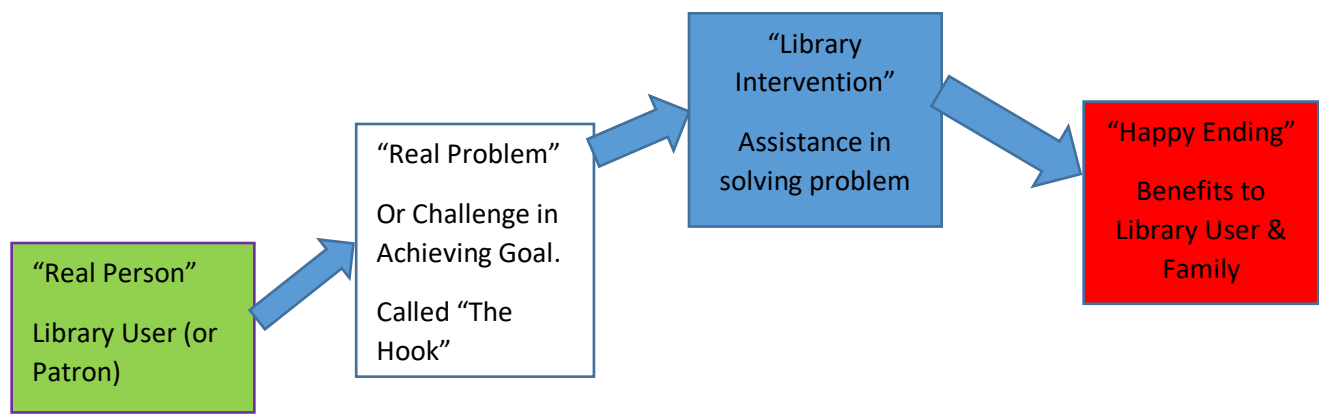 “Real Person”
Library User (or
Patron)
“Real Problem”
Or Challenge in
Achieving Goal.
Called “The
Hook”
“Library
Intervention”
Assistance in
solving problem
“Happy Ending”
Benefits to
Library User &
Family